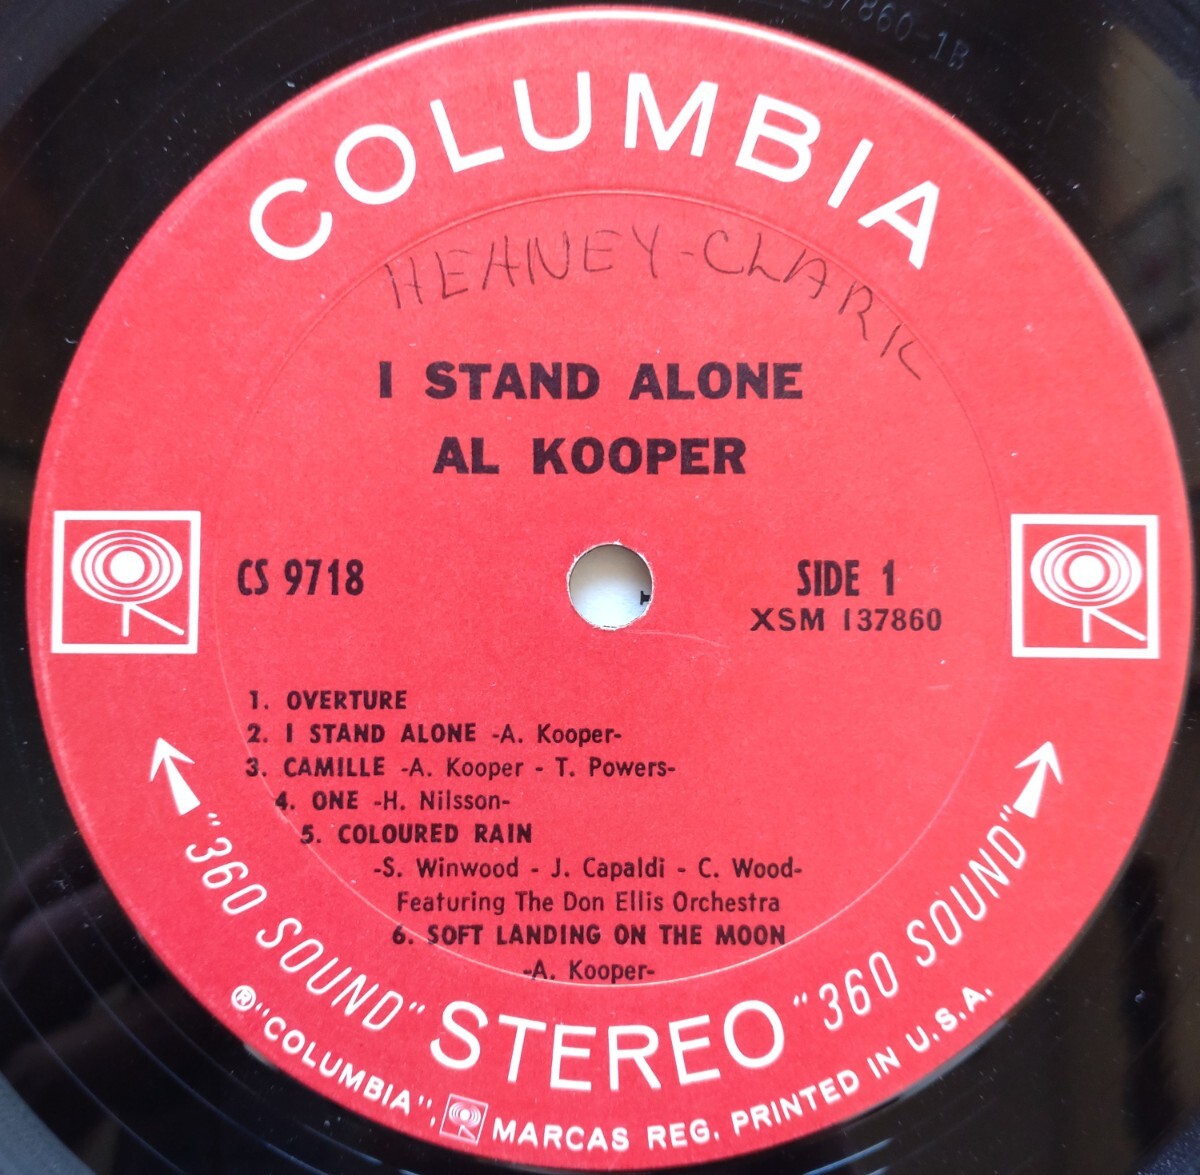 COLUMBIA
HEANEY-CLARK
I STAND ALONE
AL KOOPER
CS 9718
SIDE 1
XSM 137860
1. OVERTURE
2. I STAND ALONE -A. Kooper-
3. CAMILLE -A. Kooper - T. Powers-
4. ONE -H. Nilsson-
5. COLOURED RAIN
-S. Winwood - J. Capaldi - C. Wood-
Featuring The Don Ellis Orchestra
6. SOFT LANDING ON THE MOON
-A. Kooper-
"360 SOUND" STEREO "360 SOUND"
® "COLUMBIA", MARCAS REG. PRINTED IN U.S.A.